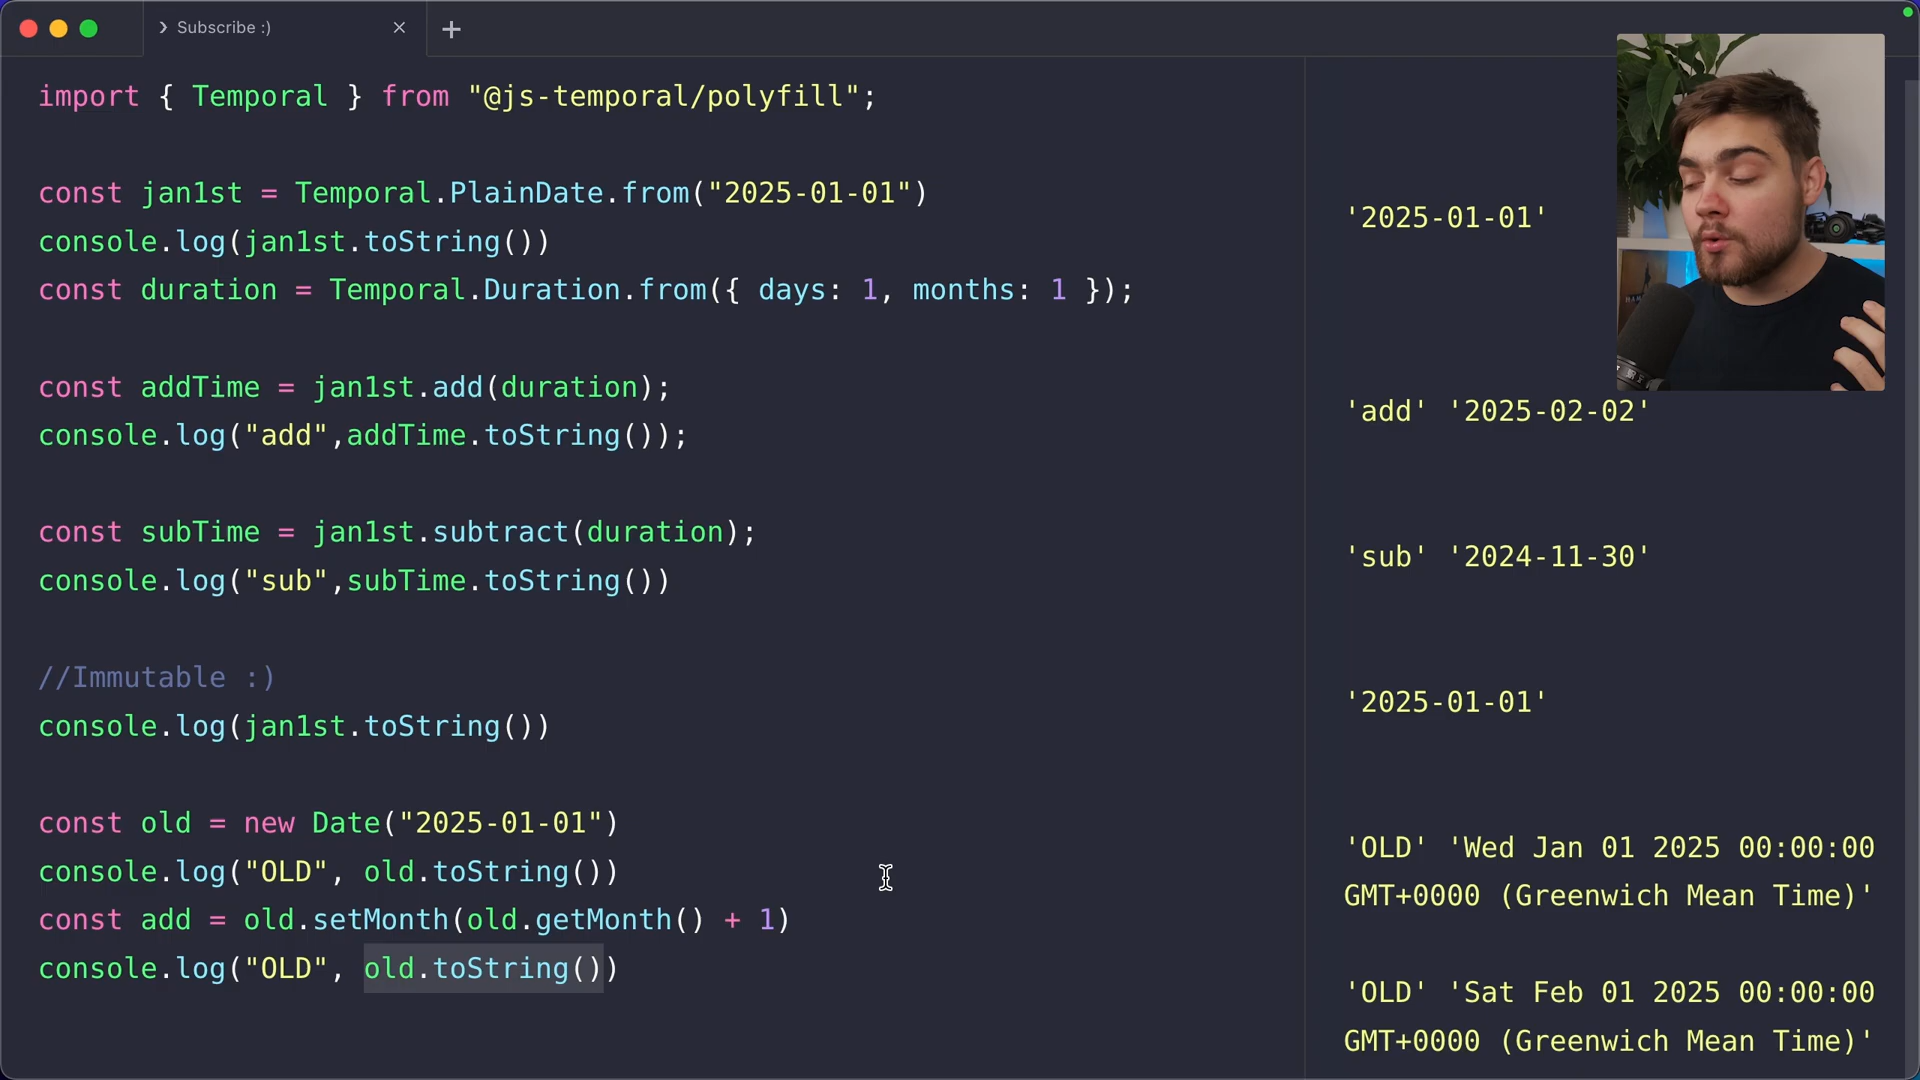 Subscribe :)
import { Temporal } from "@js-temporal/polyfill";
const jan1st = Temporal.PlainDate.from("2025-01-01")
console.log(jan1st.toString())
const duration = Temporal.Duration.from({ days: 1, months: 1 });
const addTime = jan1st.add(duration);
console.log("add",addTime.toString());
const subTime = jan1st.subtract(duration);
console.log("sub",subTime.toString())
//Immutable :)
console.log(jan1st.toString())
const old = new Date("2025-01-01")
console.log("OLD", old.toString())
const add = old.setMonth(old.getMonth() + 1)
console.log("OLD", old.toString())
'2025-01-01'
'add' '2025-02-02'
'sub' '2024-11-30'
'2025-01-01'
'OLD' 'Wed Jan 01 2025 00:00:00
GMT+0000 (Greenwich Mean Time)'
'OLD' 'Sat Feb 01 2025 00:00:00
GMT+0000 (Greenwich Mean Time)'